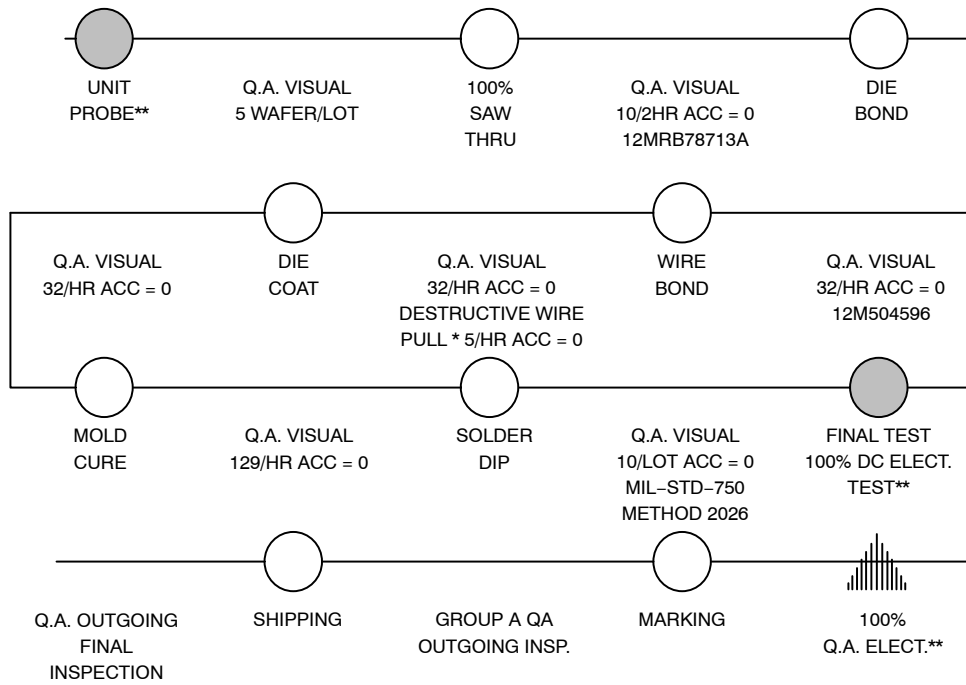 UNIT
PROBE**
Q.A. VISUAL
5 WAFER/LOT
100%
SAW
THRU
Q.A. VISUAL
10/2HR ACC = 0
12MRB78713A
DIE
BOND
Q.A. VISUAL
32/HR ACC = 0
DIE
COAT
Q.A. VISUAL
32/HR ACC = 0
DESTRUCTIVE WIRE
PULL * 5/HR ACC = 0
WIRE
BOND
Q.A. VISUAL
32/HR ACC = 0
12M504596
MOLD
CURE
Q.A. VISUAL
129/HR ACC = 0
SOLDER
DIP
Q.A. VISUAL
10/LOT ACC = 0
MIL−STD−750
METHOD 2026
FINAL TEST
100% DC ELECT.
TEST**
Q.A. OUTGOING
FINAL
INSPECTION
SHIPPING
GROUP A QA
OUTGOING INSP.
MARKING
100%
Q.A. ELECT.**